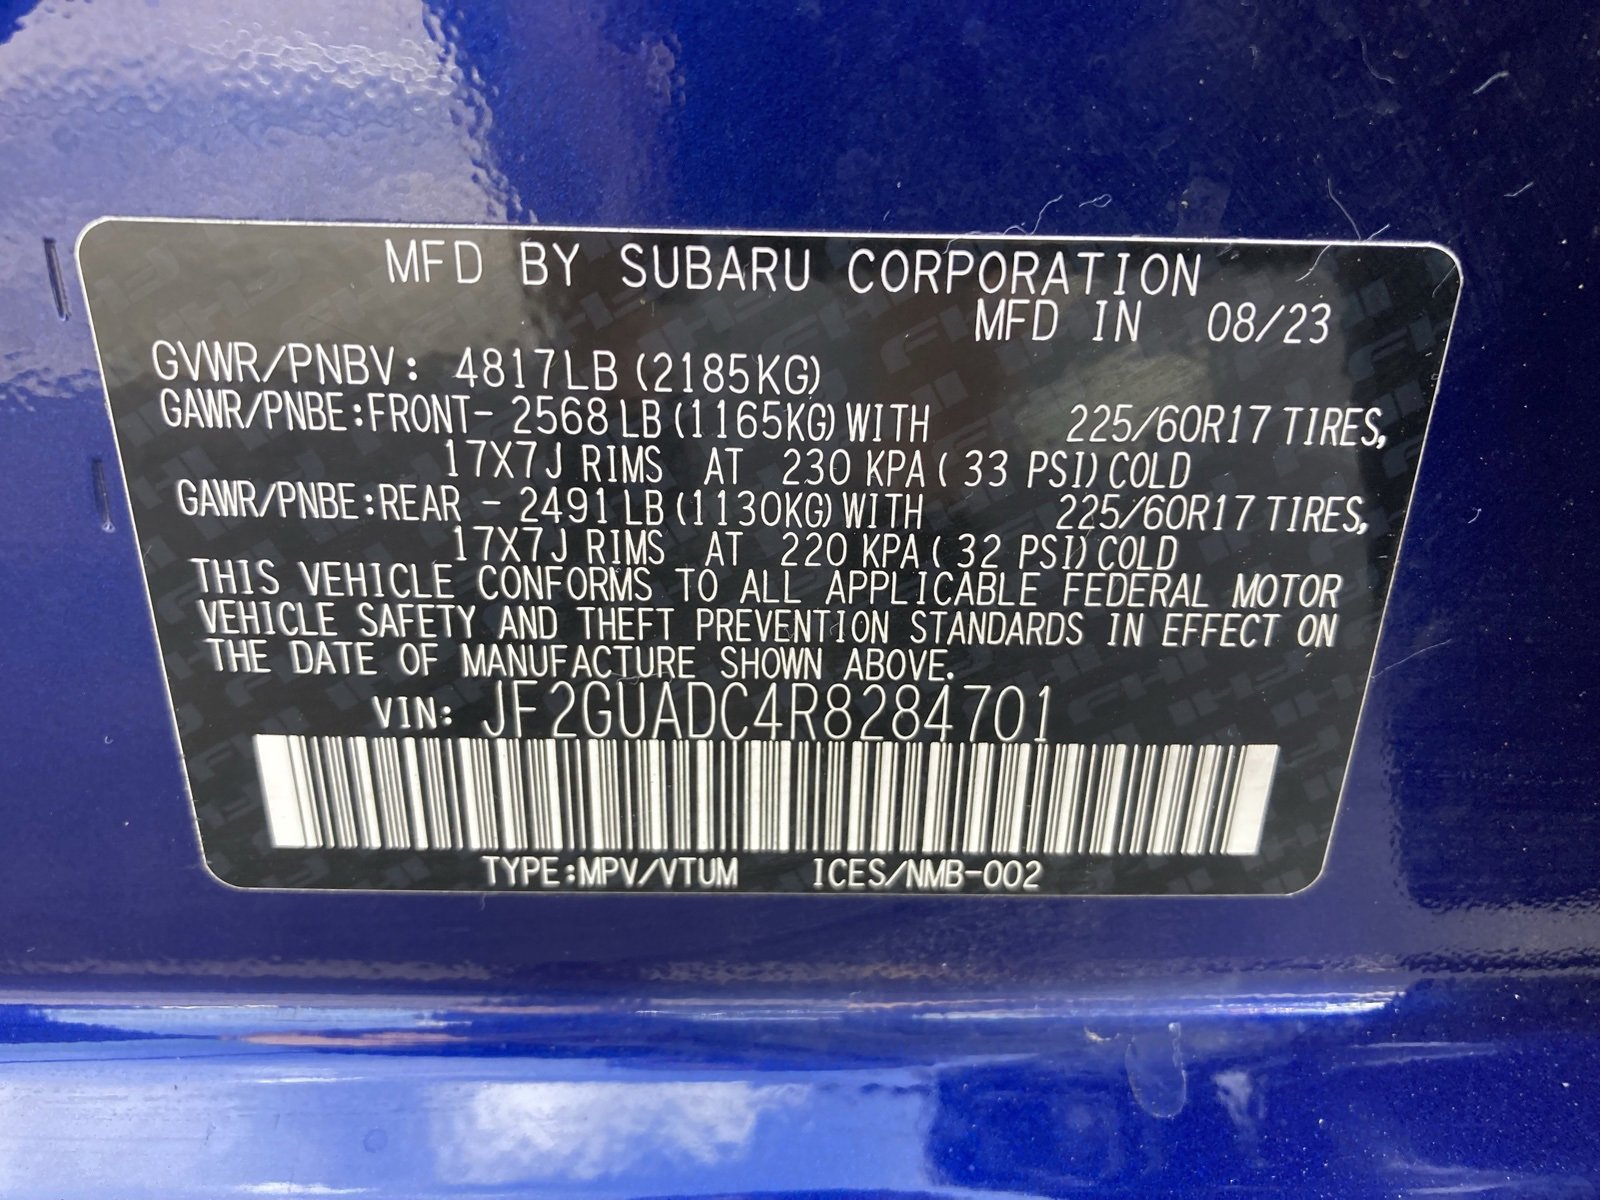 MFD BY SUBARU CORPORATION
MFD IN 08/23
GVWR/PNBV: 4817LB (2185KG)
GAWR/PNBE:FRONT- 2568 LB (1165KG) WITH 225/60R17 TIRES,
17X7J RIMS AT 230 KPA ( 33 PSI) COLD
GAWR/PNBE:REAR - 2491 LB (1130KG) WITH 225/60R17 TIRES,
17X7J RIMS AT 220 KPA ( 32 PSI) COLD
THIS VEHICLE CONFORMS TO ALL APPLICABLE FEDERAL MOTOR
VEHICLE SAFETY AND THEFT PREVENTION STANDARDS IN EFFECT ON
THE DATE OF MANUFACTURE SHOWN ABOVE.
VIN: JF2GUADC4R8284701
TYPE:MPV/VTUM ICES/NMB-002